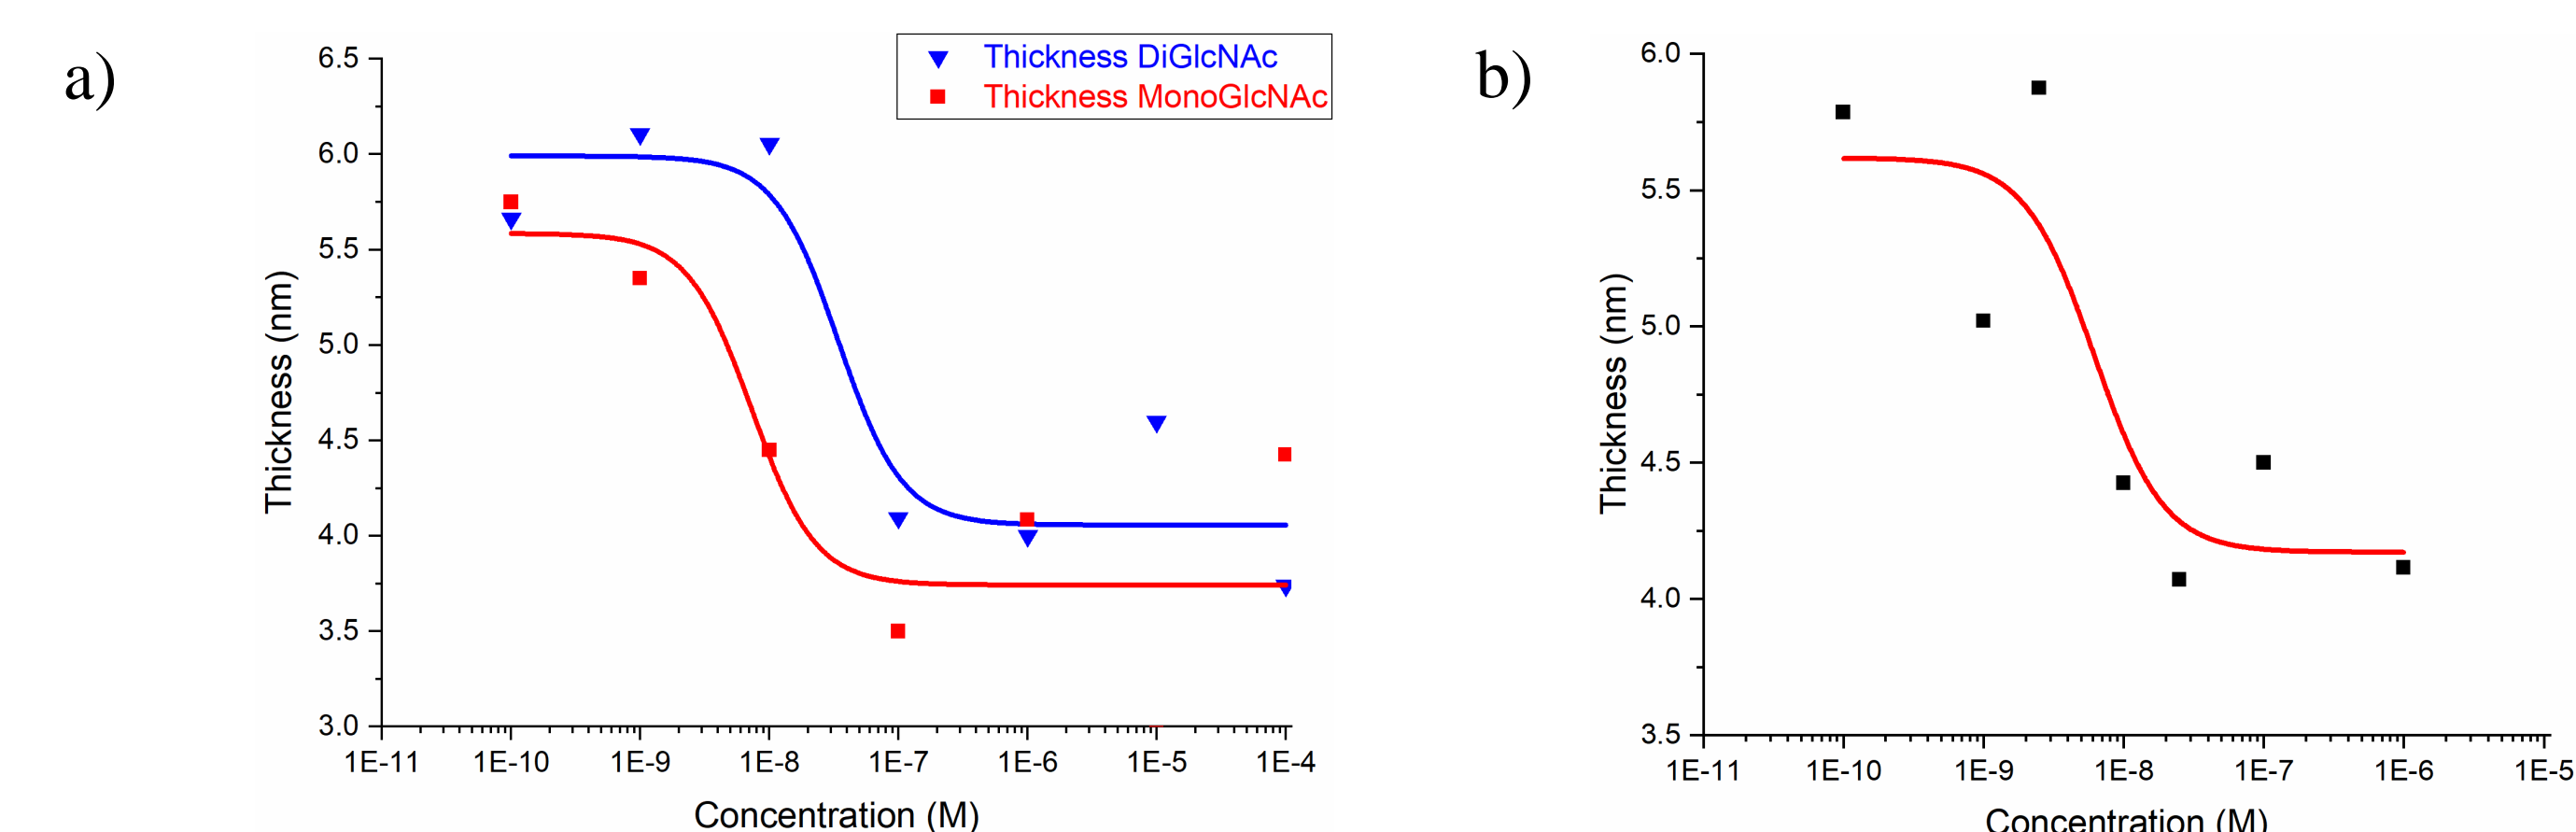 a)
Thickness DiGlcNAc
Thickness MonoGlcNAc
6.5
6.0
5.5
5.0
4.5
4.0
3.5
3.0
Thickness (nm)
1E-11 1E-10 1E-9 1E-8 1E-7 1E-6 1E-5 1E-4
Concentration (M)
b)
6.0
5.5
5.0
4.5
4.0
3.5
Thickness (nm)
1E-11 1E-10 1E-9 1E-8 1E-7 1E-6 1E-5
Concentration (M)